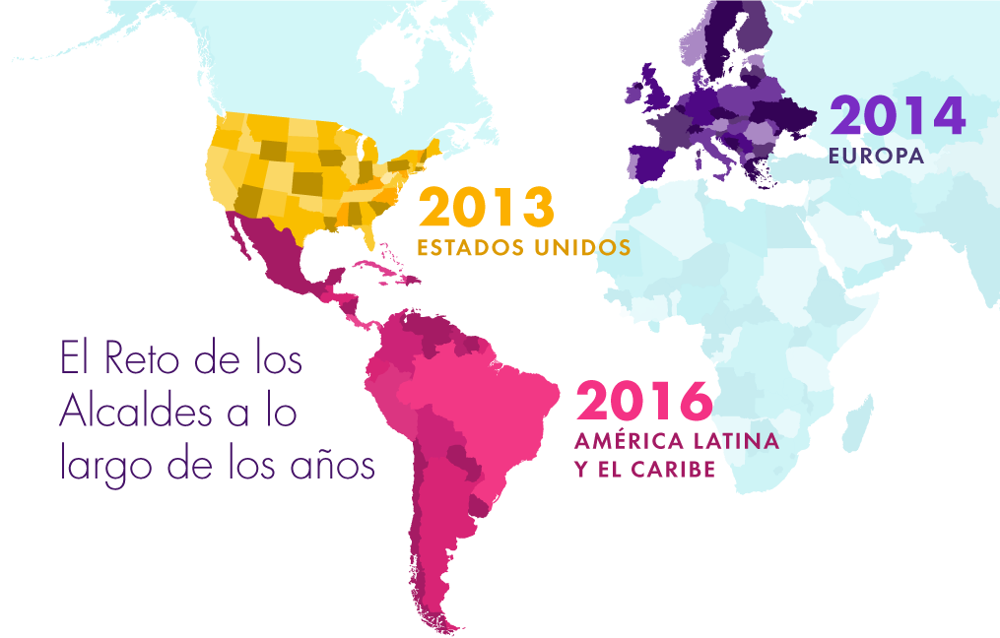 2014
EUROPA
2013
ESTADOS UNIDOS
El Reto de los
Alcaldes a lo
largo de los años
2016
AMÉRICA LATINA
Y EL CARIBE